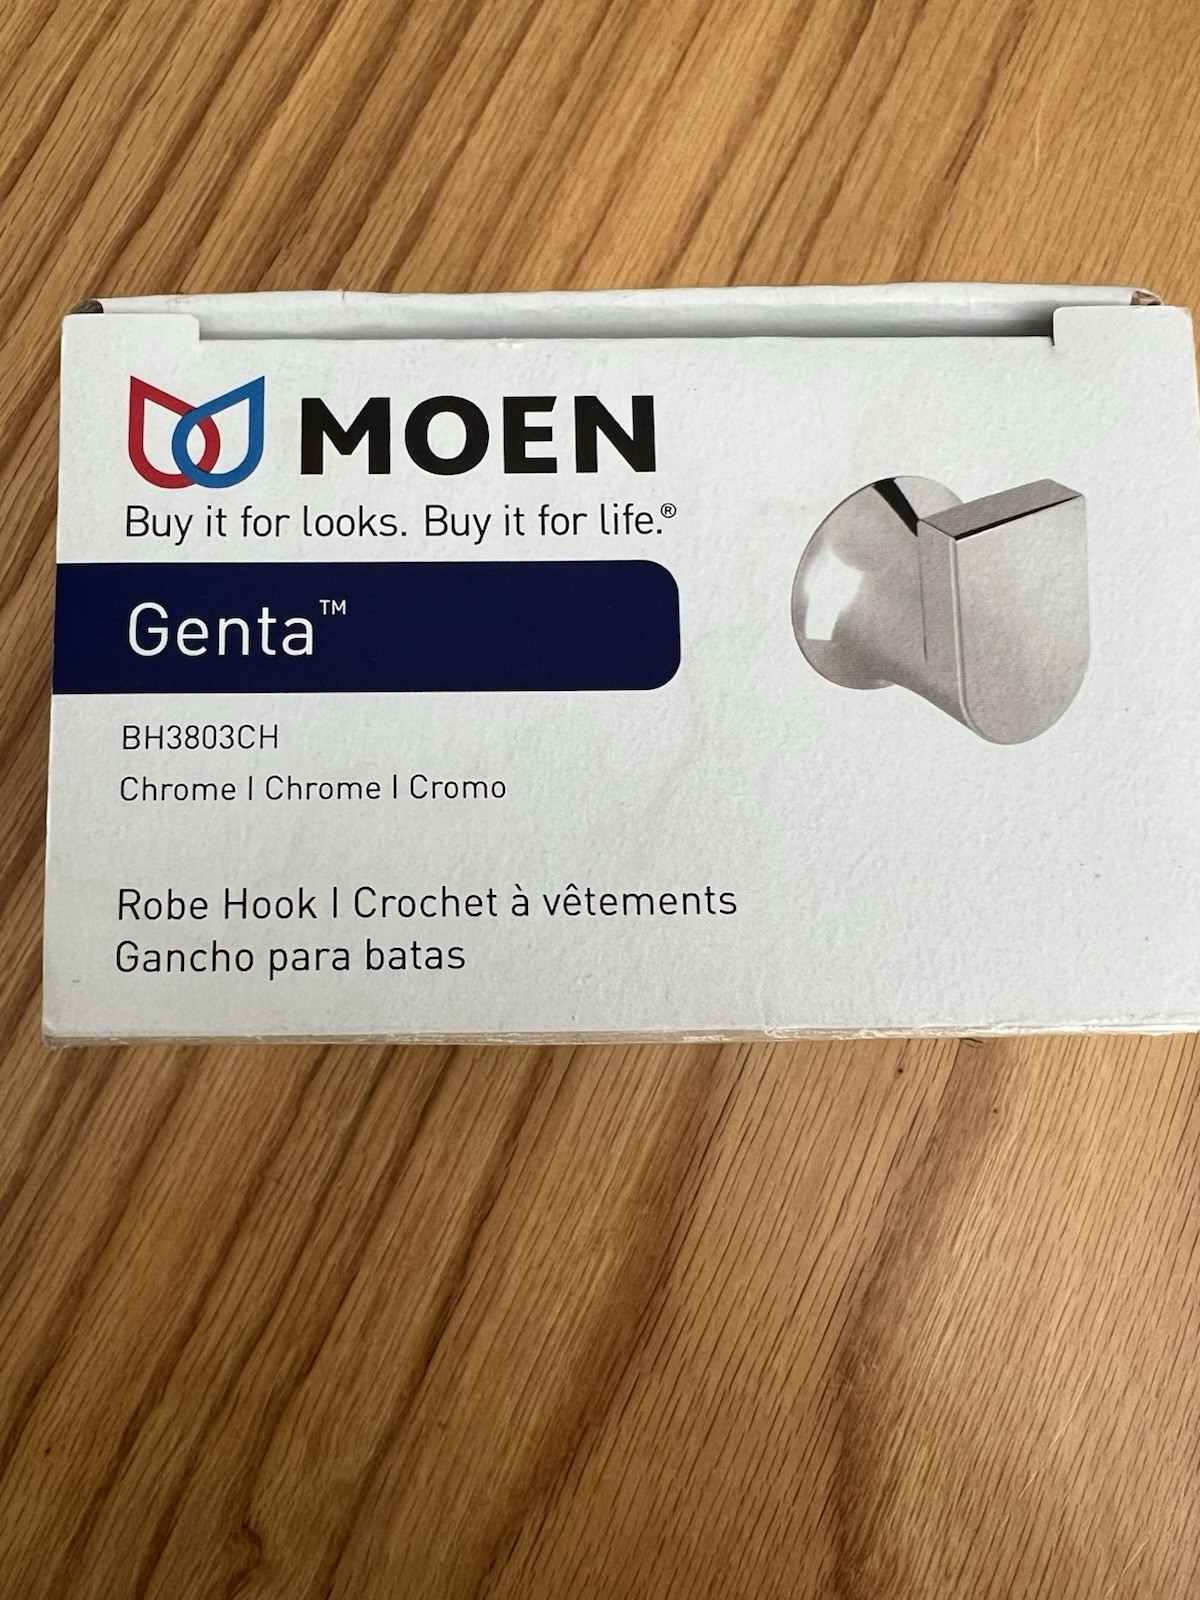 MOEN
Buy it for looks. Buy it for life.®
Genta™
BH3803CH
Chrome | Chrome | Cromo
Robe Hook | Crochet à vêtements
Gancho para batas